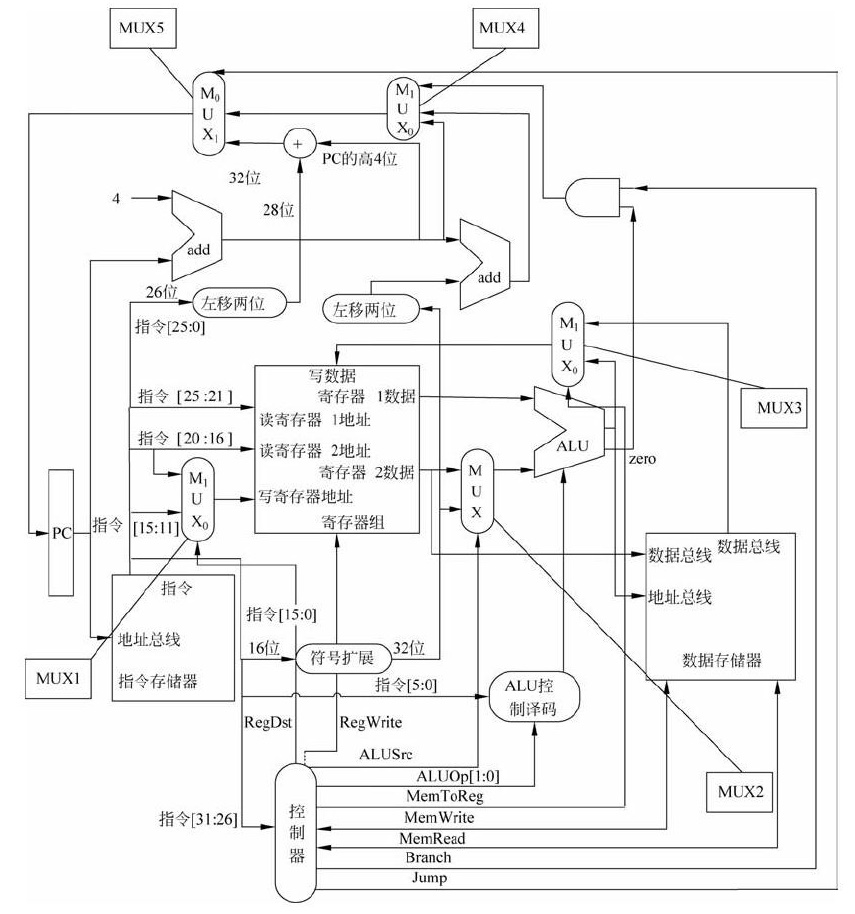 MUX5
MUX4
M₀
U
X₁
M₁
U
X₀
+
PC的高4位
32位
28位
4
add
add
26位
左移两位
左移两位
指令[25:0]
M₁
U
X₀
MUX3
写数据
指令 [25:21]
寄存器 1数据
读寄存器 1地址
指令 [20:16]
读寄存器 2地址
ALU
寄存器 2数据
zero
M₁
U
X₀
M
U
X
写寄存器地址
PC
指令
[15:11]
寄存器组
数据总线
数据总线
指令
地址总线
指令[15:0]
地址总线
16位
符号扩展
32位
数据存储器
MUX1
指令存储器
指令[5:0]
ALU控
制译码
RegDst
RegWrite
ALUSrc
ALUOp[1:0]
MUX2
MemToReg
指令[31:26]
控
制
器
MemWrite
MemRead
Branch
Jump